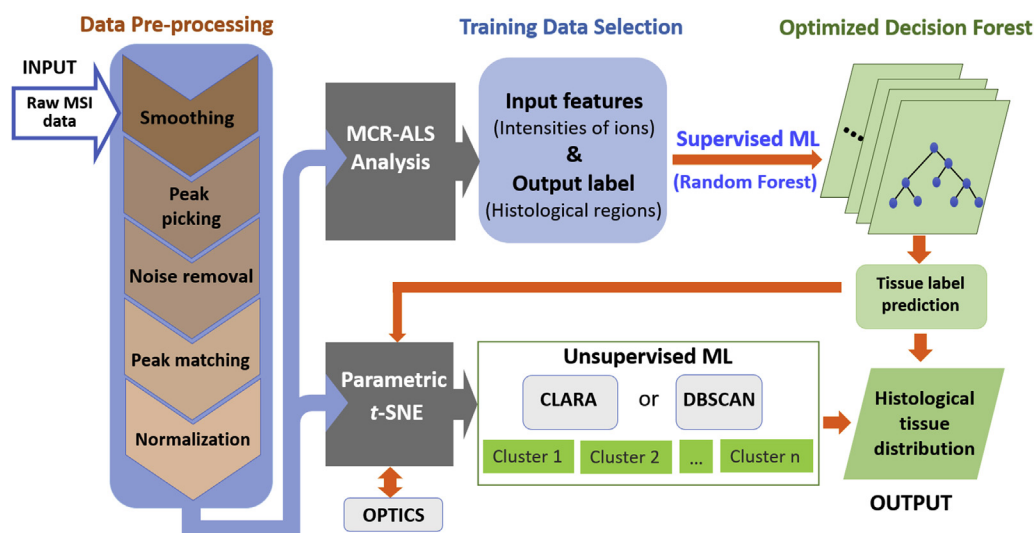 Data Pre-processing
Training Data Selection
Optimized Decision Forest
INPUT
Raw MSI
data
Smoothing
Peak
picking
Noise removal
Peak matching
Normalization
MCR-ALS
Analysis
Input features
(Intensities of ions)
&
Output label
(Histological regions)
Supervised ML
(Random Forest)
Tissue label
prediction
Parametric
t-SNE
OPTICS
Unsupervised ML
CLARA or DBSCAN
Cluster 1 Cluster 2 ... Cluster n
Histological
tissue
distribution
OUTPUT